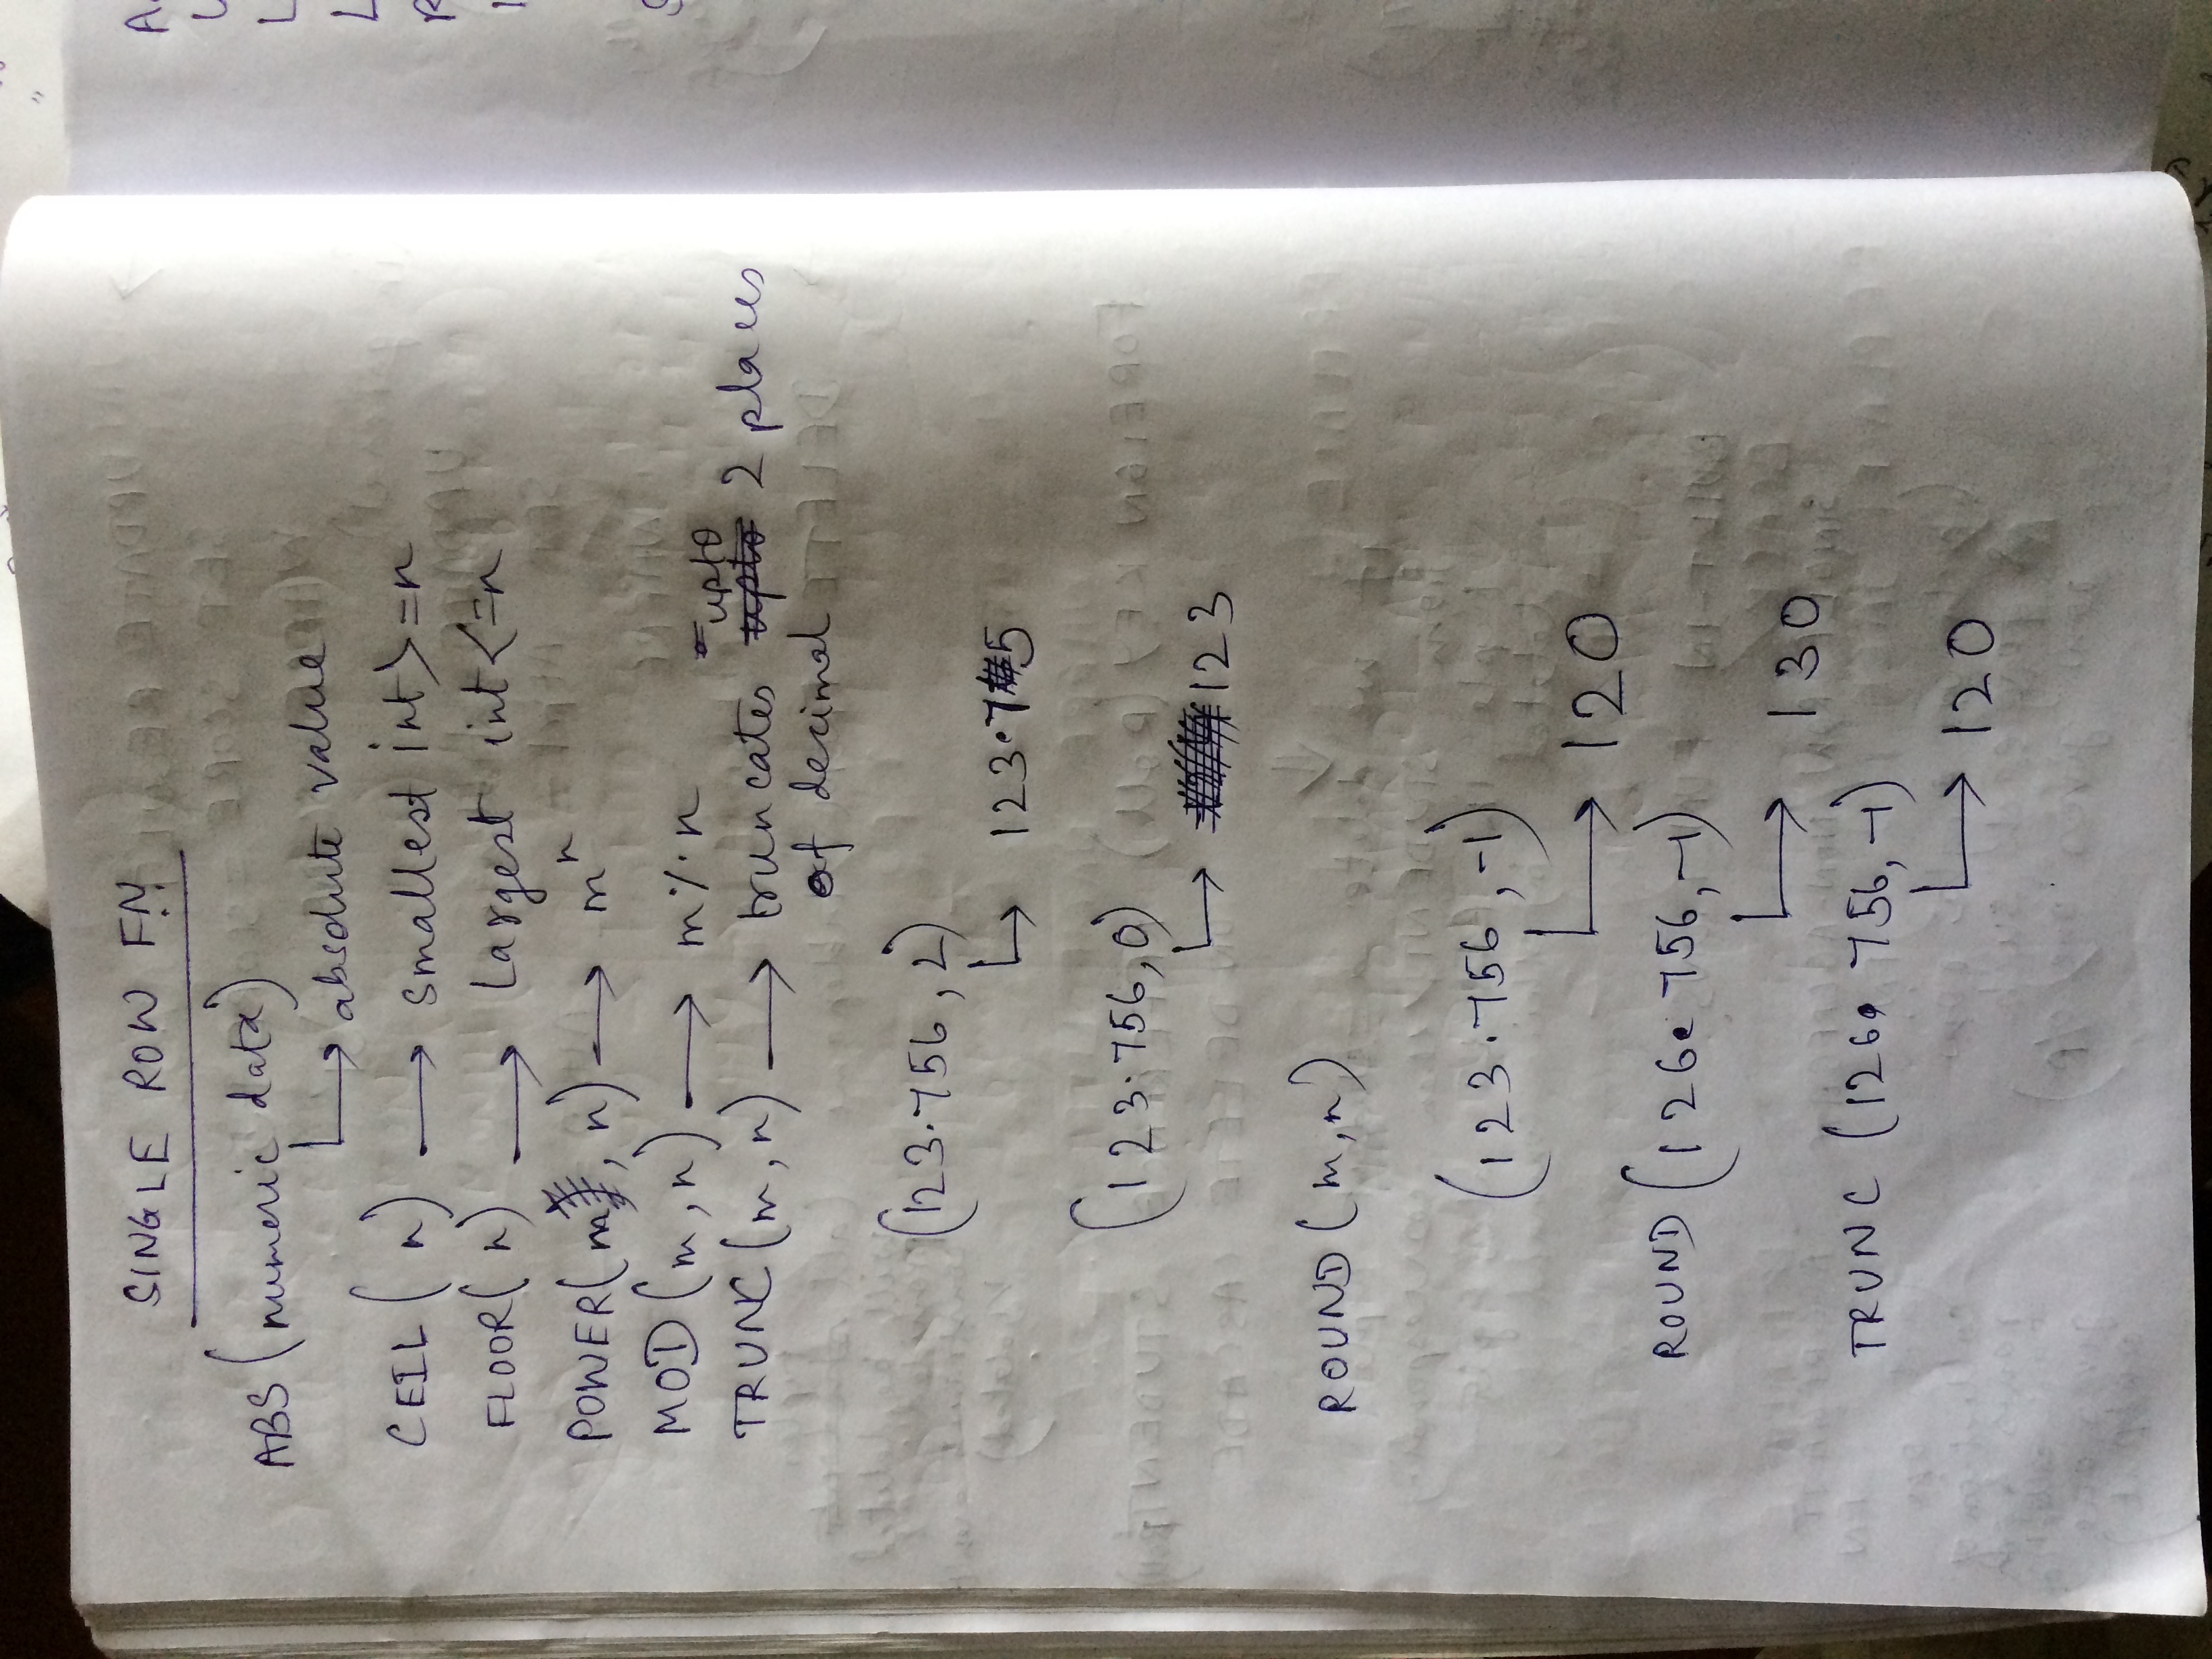 SINGLE ROW FN
ABS (numeric data)
→ absolute value
CEIL (n) → smallest int >=n
FLOOR (n) → Largest int <=n
POWER (m, n) → mⁿ
MOD (m, n) → m % n
upto
TRUNC (m, n) → truncates 2 places
of decimal
(123.756, 2)
→ 123.75
(123.756, 0)
→ 123
ROUND (m, n)
(123.756, -1)
→ 120
ROUND (126.756, -1)
→ 130
TRUNC (126.756, -1)
→ 120